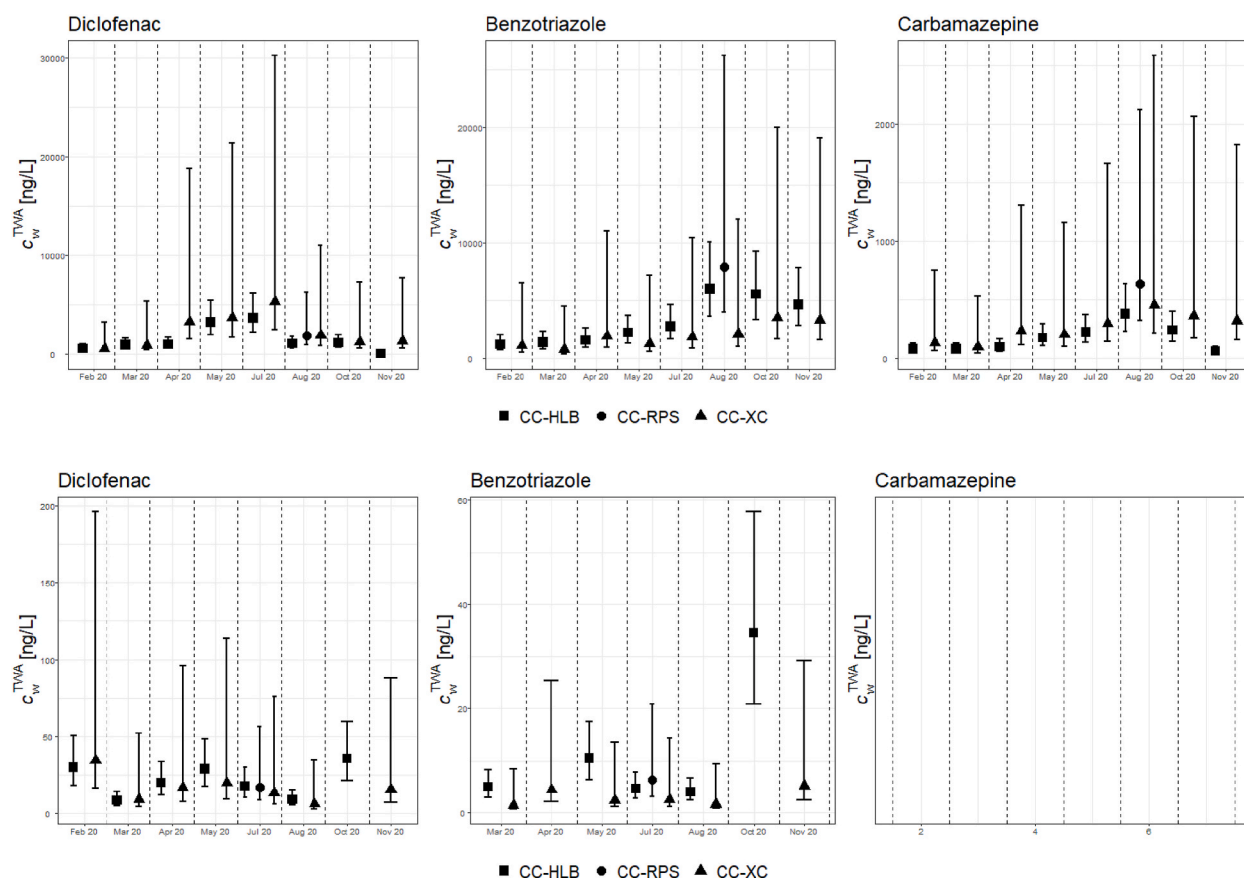 Diclofenac
Benzotriazole
Carbamazepine
30000
20000
10000
0
c_w^TWA [ng/L]
Feb 20 Mar 20 Apr 20 May 20 Jul 20 Aug 20 Oct 20 Nov 20
20000
10000
0
c_w^TWA [ng/L]
Feb 20 Mar 20 Apr 20 May 20 Jul 20 Aug 20 Oct 20 Nov 20
2000
1000
0
c_w^TWA [ng/L]
Feb 20 Mar 20 Apr 20 May 20 Jul 20 Aug 20 Oct 20 Nov 20
CC-HLB CC-RPS CC-XC
Diclofenac
Benzotriazole
Carbamazepine
200
150
100
50
0
c_w^TWA [ng/L]
Feb 20 Mar 20 Apr 20 May 20 Jul 20 Aug 20 Oct 20 Nov 20
60
40
20
0
c_w^TWA [ng/L]
Mar 20 Apr 20 May 20 Jul 20 Aug 20 Oct 20 Nov 20
c_w^TWA [ng/L]
2 4 6
CC-HLB CC-RPS CC-XC